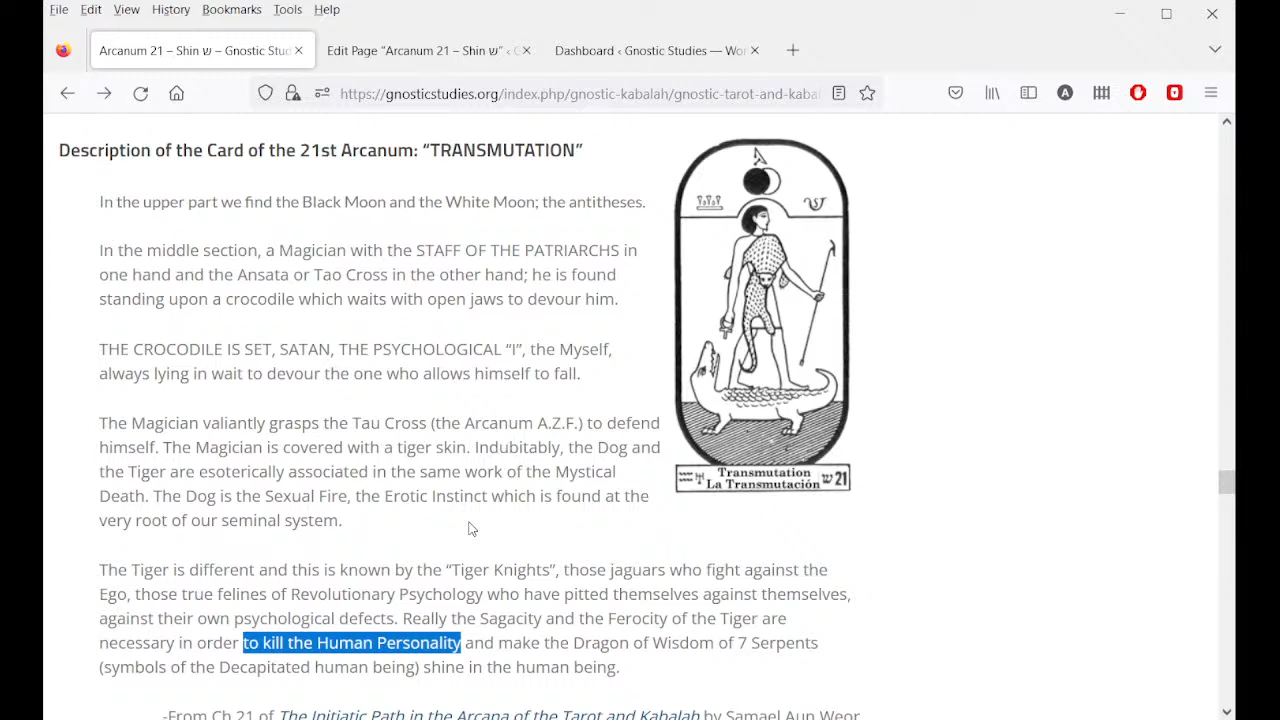 File Edit View History Bookmarks Tools Help
Arcanum 21 – Shin ש – Gnostic Stud
Edit Page “Arcanum 21 – Shin ש” ‹ G
Dashboard ‹ Gnostic Studies — Wor
https://gnosticstudies.org/index.php/gnostic-kabalah/gnostic-tarot-and-kaba
Description of the Card of the 21st Arcanum: “TRANSMUTATION”
In the upper part we find the Black Moon and the White Moon; the antitheses.
In the middle section, a Magician with the STAFF OF THE PATRIARCHS in
one hand and the Ansata or Tao Cross in the other hand; he is found
standing upon a crocodile which waits with open jaws to devour him.
THE CROCODILE IS SET, SATAN, THE PSYCHOLOGICAL “I”, the Myself,
always lying in wait to devour the one who allows himself to fall.
The Magician valiantly grasps the Tau Cross (the Arcanum A.Z.F.) to defend
himself. The Magician is covered with a tiger skin. Indubitably, the Dog and
the Tiger are esoterically associated in the same work of the Mystical
Death. The Dog is the Sexual Fire, the Erotic Instinct which is found at the
very root of our seminal system.
Transmutation
La Transmutación
21
The Tiger is different and this is known by the “Tiger Knights”, those jaguars who fight against the
Ego, those true felines of Revolutionary Psychology who have pitted themselves against themselves,
against their own psychological defects. Really the Sagacity and the Ferocity of the Tiger are
necessary in order to kill the Human Personality and make the Dragon of Wisdom of 7 Serpents
(symbols of the Decapitated human being) shine in the human being.
-From Ch 21 of The Initiatic Path in the Arcana of the Tarot and Kabalah by Samael Aun Weor